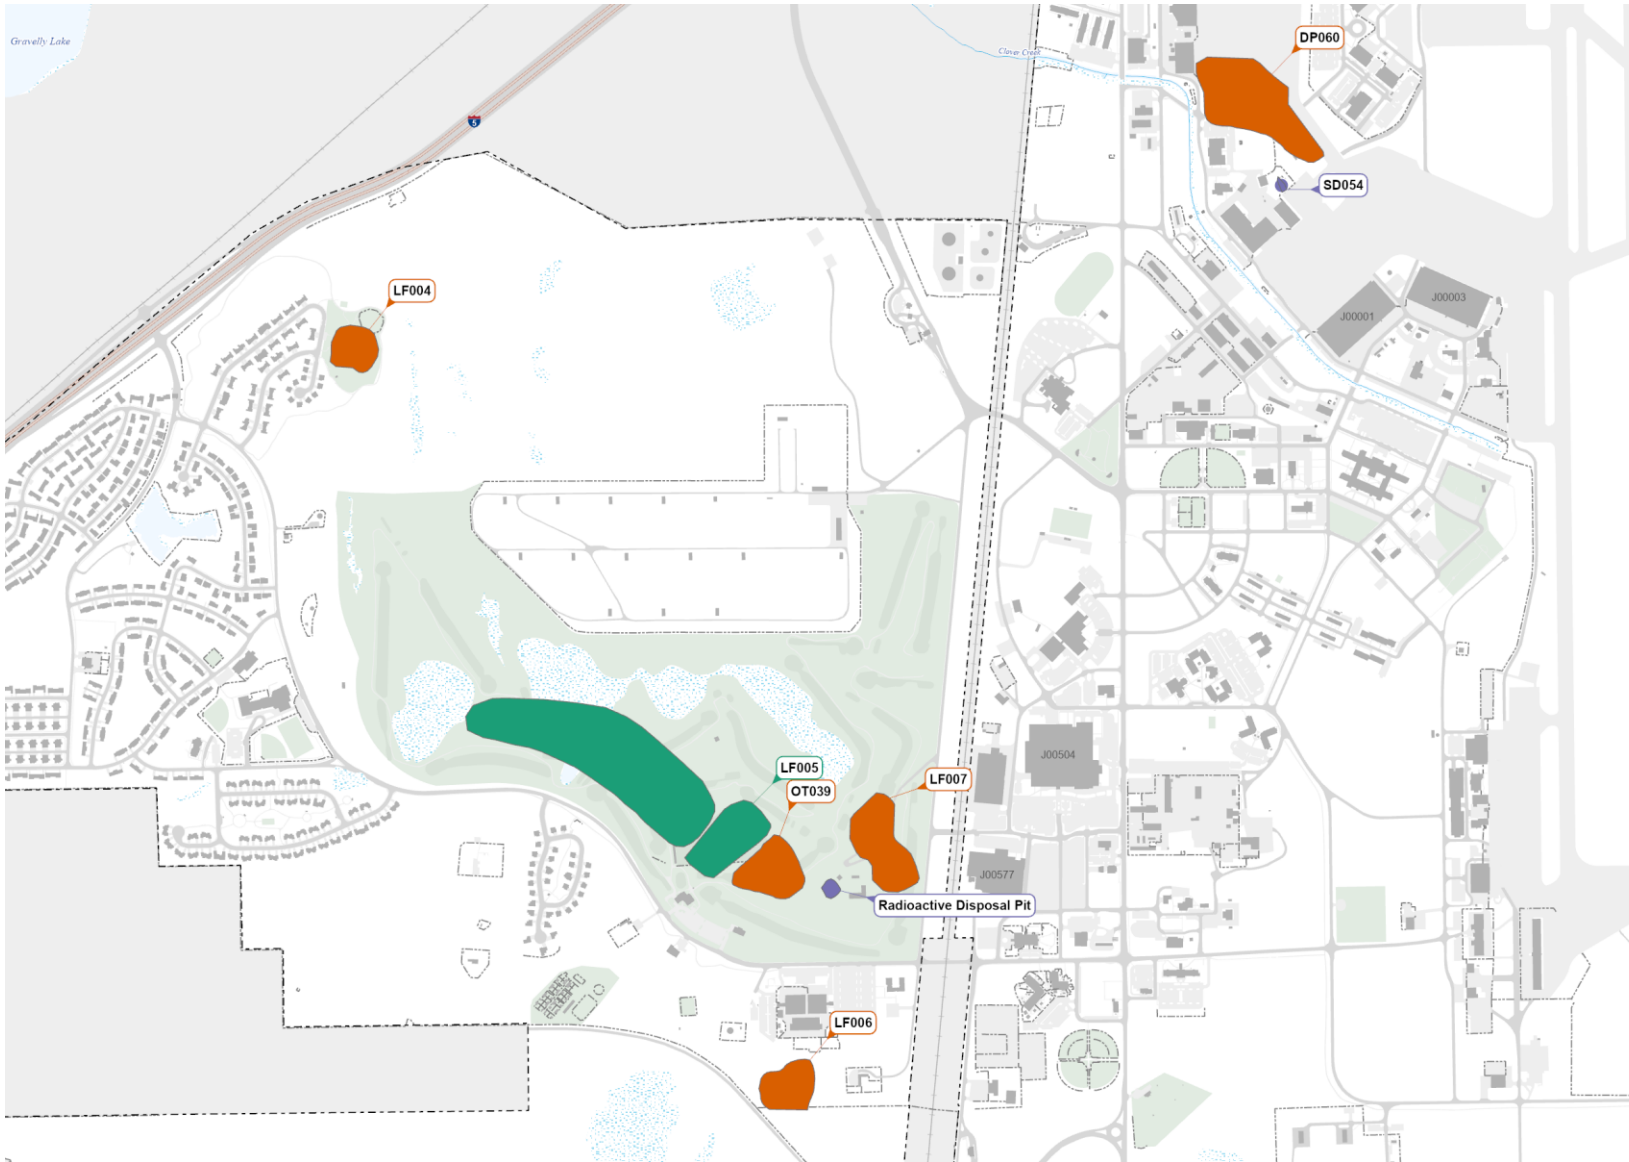 Gravelly Lake
DP060
Clover Creek
5
SD054
LF004
J00003
J00001
LF005
J00504
LF007
OT039
J00577
Radioactive Disposal Pit
LF006